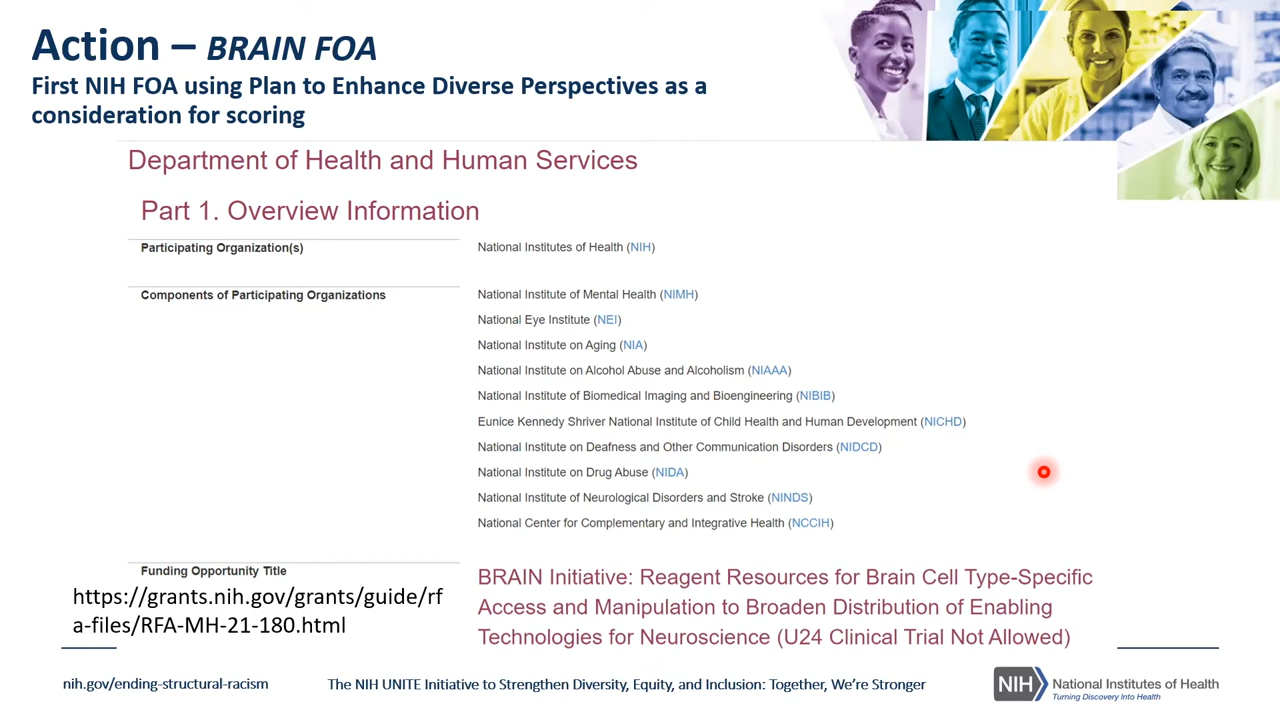 Action – BRAIN FOA
First NIH FOA using Plan to Enhance Diverse Perspectives as a
consideration for scoring
Department of Health and Human Services
Part 1. Overview Information
Participating Organization(s)
National Institutes of Health (NIH)
Components of Participating Organizations
National Institute of Mental Health (NIMH)
National Eye Institute (NEI)
National Institute on Aging (NIA)
National Institute on Alcohol Abuse and Alcoholism (NIAAA)
National Institute of Biomedical Imaging and Bioengineering (NIBIB)
Eunice Kennedy Shriver National Institute of Child Health and Human Development (NICHD)
National Institute on Deafness and Other Communication Disorders (NIDCD)
National Institute on Drug Abuse (NIDA)
National Institute of Neurological Disorders and Stroke (NINDS)
National Center for Complementary and Integrative Health (NCCIH)
Funding Opportunity Title
BRAIN Initiative: Reagent Resources for Brain Cell Type-Specific
Access and Manipulation to Broaden Distribution of Enabling
Technologies for Neuroscience (U24 Clinical Trial Not Allowed)
https://grants.nih.gov/grants/guide/rf
a-files/RFA-MH-21-180.html
nih.gov/ending-structural-racism
The NIH UNITE Initiative to Strengthen Diversity, Equity, and Inclusion: Together, We're Stronger
NIH
National Institutes of Health
Turning Discovery Into Health